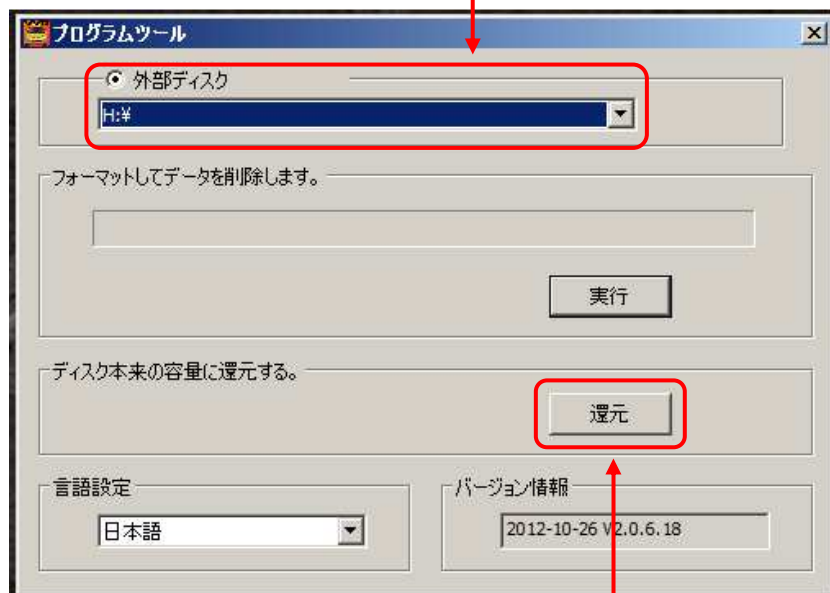 プログラムツール
外部ディスク
H:¥
フォーマットしてデータを削除します。
実行
ディスク本来の容量に還元する。
還元
言語設定
日本語
バージョン情報
2012-10-26 V2.0.6.18